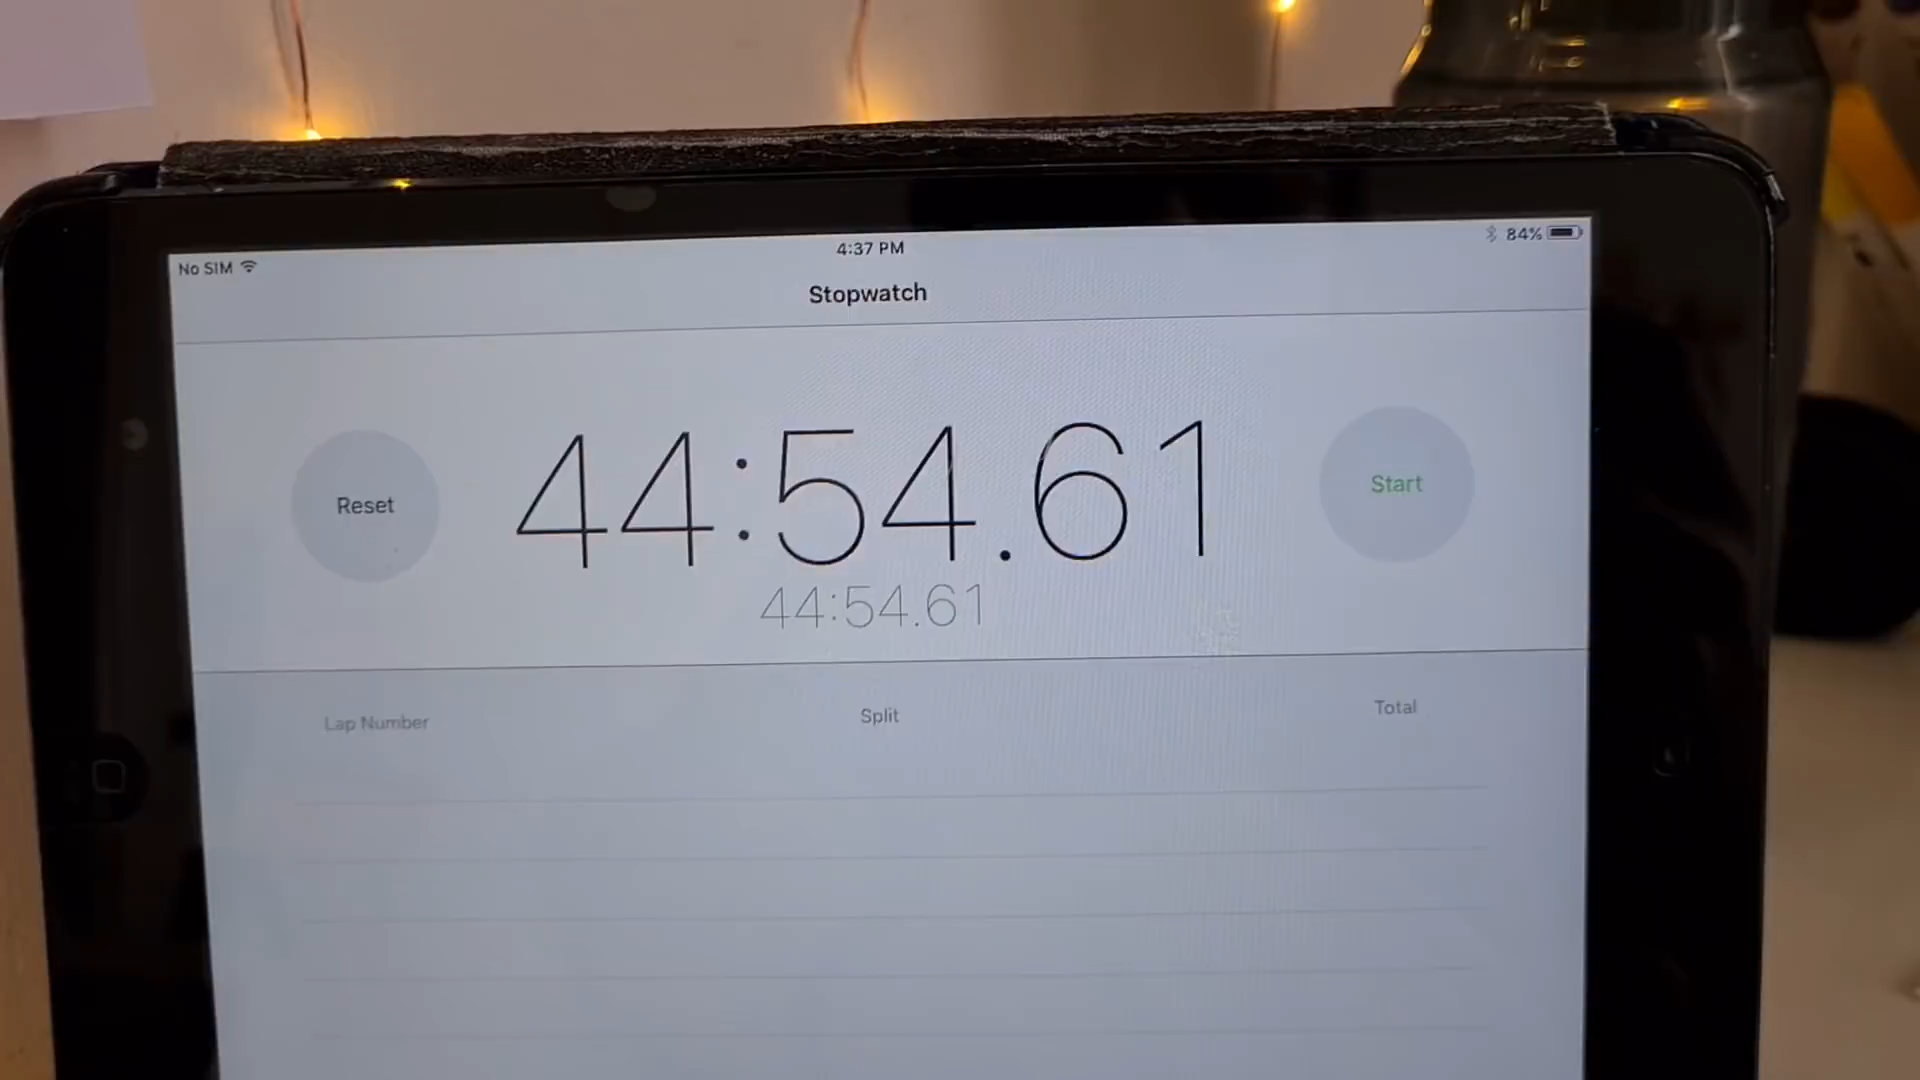 No SIM 4:37 PM 84%
Stopwatch
Reset 44:54.61 Start
44:54.61
Lap Number Split Total